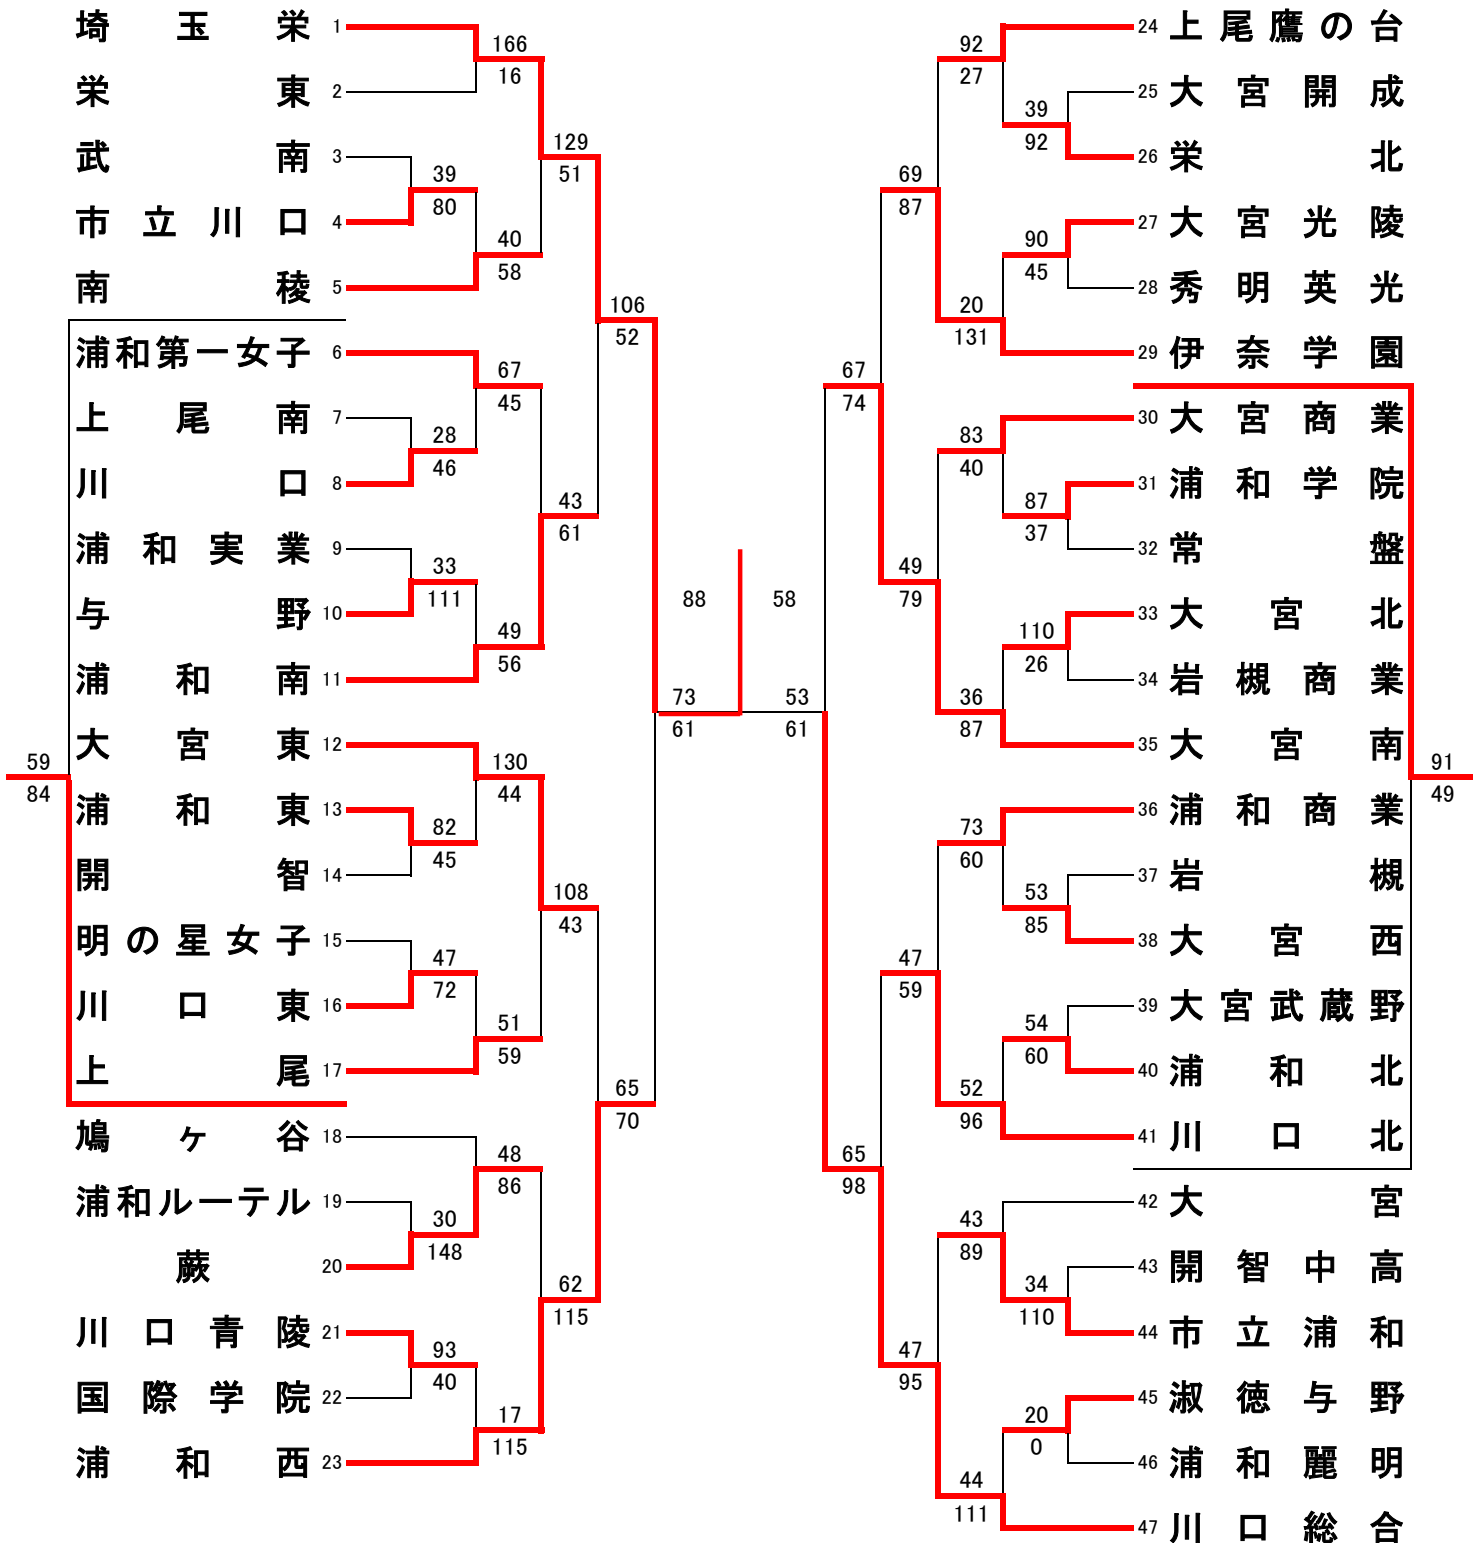 埼玉栄 1
166
16
栄東 2
129
51
武南 3
39
80
市立川口 4
40
58
南稜 5
106
52
浦和第一女子 6
67
45
上尾南 7
28
46
川口 8
43
61
浦和実業 9
33
111
与野 10
49
56
浦和南 11
73
61
大宮東 12
130
44
59
84
浦和東 13
82
45
開智 14
108
43
明の星女子 15
47
72
川口東 16
51
59
上尾 17
65
70
鳩ヶ谷 18
48
86
浦和ルーテル 19
30
148
蕨 20
62
115
川口青陵 21
93
40
国際学院 22
17
115
浦和西 23
88 58
53
61
24 上尾鷹の台
92
27
25 大宮開成
39
92
26 栄北
69
87
27 大宮光陵
90
45
28 秀明英光
20
131
29 伊奈学園
67
74
30 大宮商業
83
40
31 浦和学院
87
37
32 常盤
49
79
33 大宮北
110
26
34 岩槻商業
36
87
35 大宮南
91
49
36 浦和商業
73
60
37 岩槻
53
85
38 大宮西
47
59
39 大宮武蔵野
54
60
40 浦和北
52
96
41 川口北
65
98
42 大宮
43
89
43 開智中高
34
110
44 市立浦和
47
95
45 淑徳与野
20
0
46 浦和麗明
44
111
47 川口総合